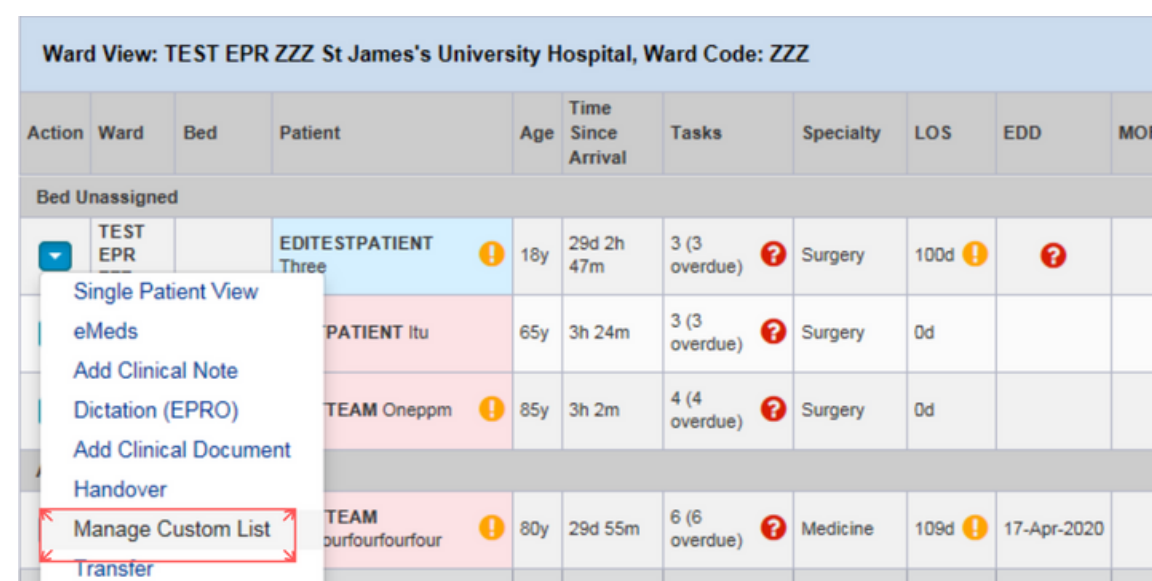 Ward View: TEST EPR ZZZ St James's University Hospital, Ward Code: ZZZ
Action Ward Bed Patient Age Time Since Arrival Tasks Specialty LOS EDD
Bed Unassigned
TEST EPR
EDITESTPATIENT Three
18y
29d 2h 47m
3 (3 overdue)
Surgery
100d
Single Patient View
eMeds
PATIENT Itu
65y
3h 24m
3 (3 overdue)
Surgery
0d
Add Clinical Note
Dictation (EPRO)
TEAM Oneppm
85y
3h 2m
4 (4 overdue)
Surgery
0d
Add Clinical Document
Handover
Manage Custom List
TEAM
ourfourfourfour
80y
29d 55m
6 (6 overdue)
Medicine
109d
17-Apr-2020
Transfer